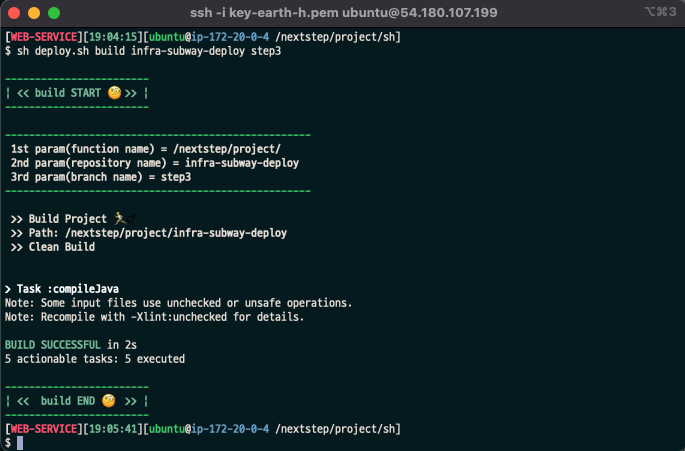 ssh -i key-earth-h.pem ubuntu@54.180.107.199
⌥⌘3
[WEB-SERVICE][19:04:15][ubuntu@ip-172-20-0-4 /nextstep/project/sh]
$ sh deploy.sh build infra-subway-deploy step3
------------------------
| << build START 🧐 >> |
------------------------
---------------------------------------------------
1st param(function name) = /nextstep/project/
2nd param(repository name) = infra-subway-deploy
3rd param(branch name) = step3
---------------------------------------------------
>> Build Project 🏃♂
>> Path: /nextstep/project/infra-subway-deploy
>> Clean Build
> Task :compileJava
Note: Some input files use unchecked or unsafe operations.
Note: Recompile with -Xlint:unchecked for details.
BUILD SUCCESSFUL in 2s
5 actionable tasks: 5 executed
------------------------
| <<  build END 🧐 >> |
------------------------
[WEB-SERVICE][19:05:41][ubuntu@ip-172-20-0-4 /nextstep/project/sh]
$